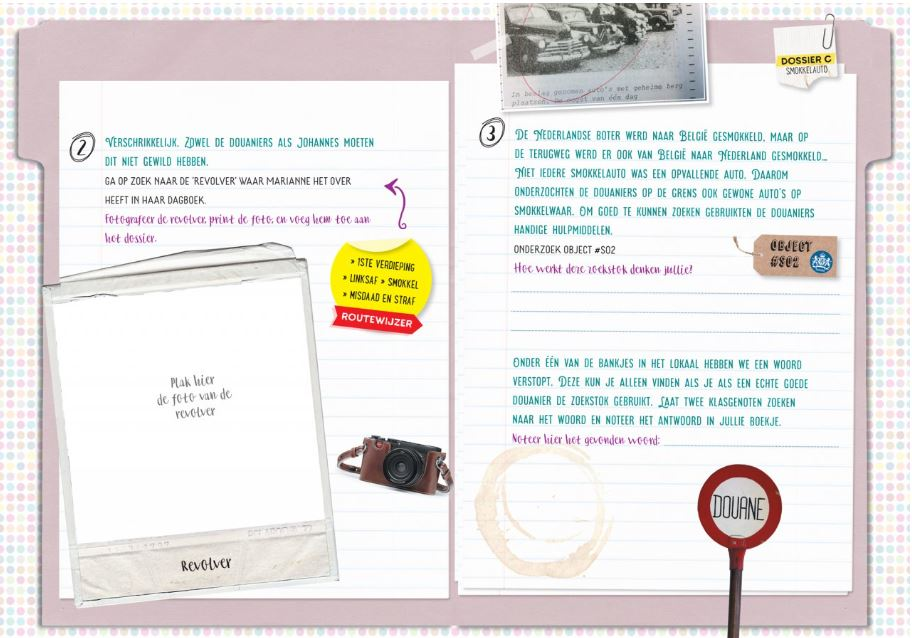 2
VERSCHRIKKELIJK. ZOWEL DE DOUANIERS ALS JOHANNES MOETEN
DIT NIET GEWILD HEBBEN.
GA OP ZOEK NAAR DE 'REVOLVER' WAAR MARIANNE HET OVER
HEEFT IN HAAR DAGBOEK.
Fotografeer de revolver, print de foto, en voeg hem toe aan
het dossier.
» 1STE VERDIEPING
» LINKSAF » SMOKKEL
» MISDAAD EN STRAF
ROUTEWIJZER
Plak hier
de foto van de
revolver
Revolver
In beslag genomen auto's met geheime berg
plaatsen. De oogst van één dag
DOSSIER C
SMOKKELAUTO
3
DE NEDERLANDSE BOTER WERD NAAR BELGIË GESMOKKELD. MAAR OP
DE TERUGWEG WERD ER OOK VAN BELGIË NAAR NEDERLAND GESMOKKELD...
NIET IEDERE SMOKKELAUTO WAS EEN OPVALLENDE AUTO. DAAROM
ONDERZOCHTEN DE DOUANIERS OP DE GRENS OOK GEWONE AUTO'S OP
SMOKKELWAAR. OM GOED TE KUNNEN ZOEKEN GEBRUIKTEN DE DOUANIERS
HANDIGE HULPMIDDELEN.
ONDERZOEK OBJECT #S02
Hoe werkt deze zoekstok denken jullie?
OBJECT
#S02
ONDER ÉÉN VAN DE BANKJES IN HET LOKAAL HEBBEN WE EEN WOORD
VERSTOPT. DEZE KUN JE ALLEEN VINDEN ALS JE ALS EEN ECHTE GOEDE
DOUANIER DE ZOEKSTOK GEBRUIKT. LAAT TWEE KLASGENOTEN ZOEKEN
NAAR HET WOORD EN NOTEER HET ANTWOORD IN JULLIE BOEKJE.
Noteer hier het gevonden woord:
DOUANE